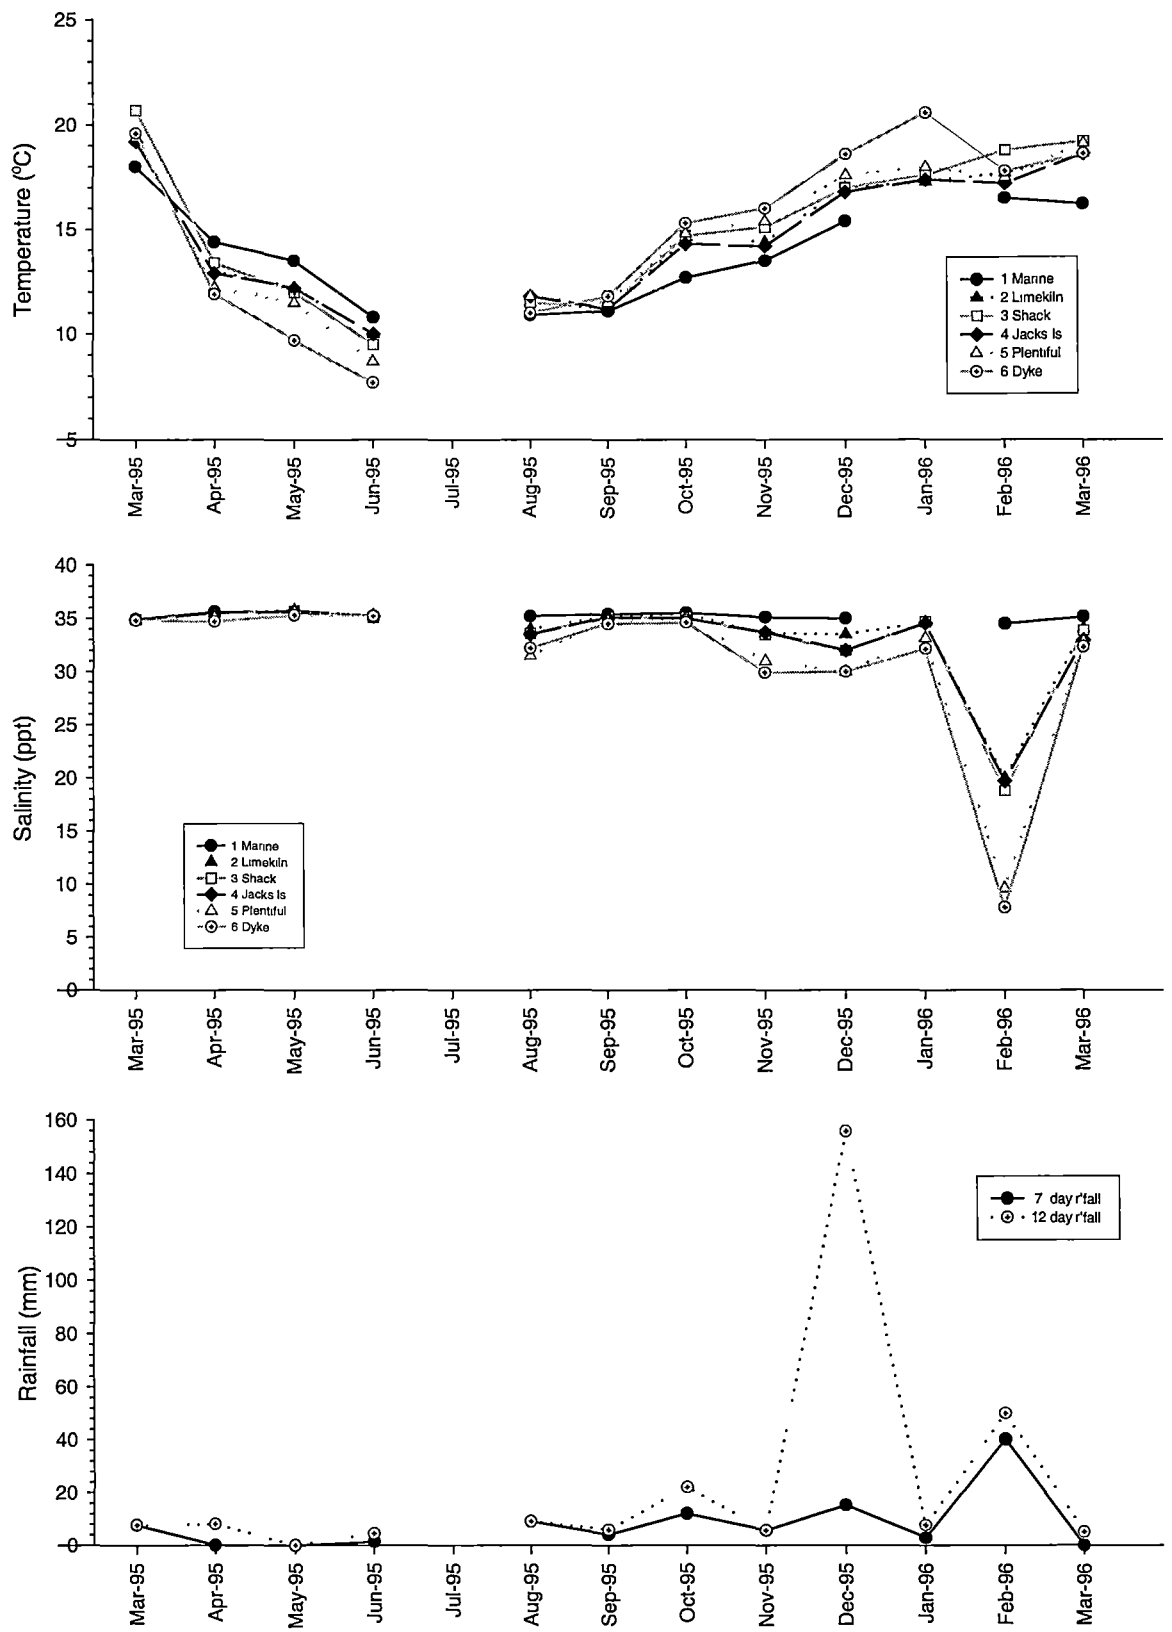 25
20
15
10
5
Temperature (ºC)
1 Marine
2 Limekiln
3 Shack
4 Jacks Is
5 Plentiful
6 Dyke
Mar-95
Apr-95
May-95
Jun-95
Jul-95
Aug-95
Sep-95
Oct-95
Nov-95
Dec-95
Jan-96
Feb-96
Mar-96
40
35
30
25
20
15
10
5
0
Salinity (ppt)
1 Marine
2 Limekiln
3 Shack
4 Jacks Is
5 Plentiful
6 Dyke
Mar-95
Apr-95
May-95
Jun-95
Jul-95
Aug-95
Sep-95
Oct-95
Nov-95
Dec-95
Jan-96
Feb-96
Mar-96
160
140
120
100
80
60
40
20
0
Rainfall (mm)
7 day r'fall
12 day r'fall
Mar-95
Apr-95
May-95
Jun-95
Jul-95
Aug-95
Sep-95
Oct-95
Nov-95
Dec-95
Jan-96
Feb-96
Mar-96